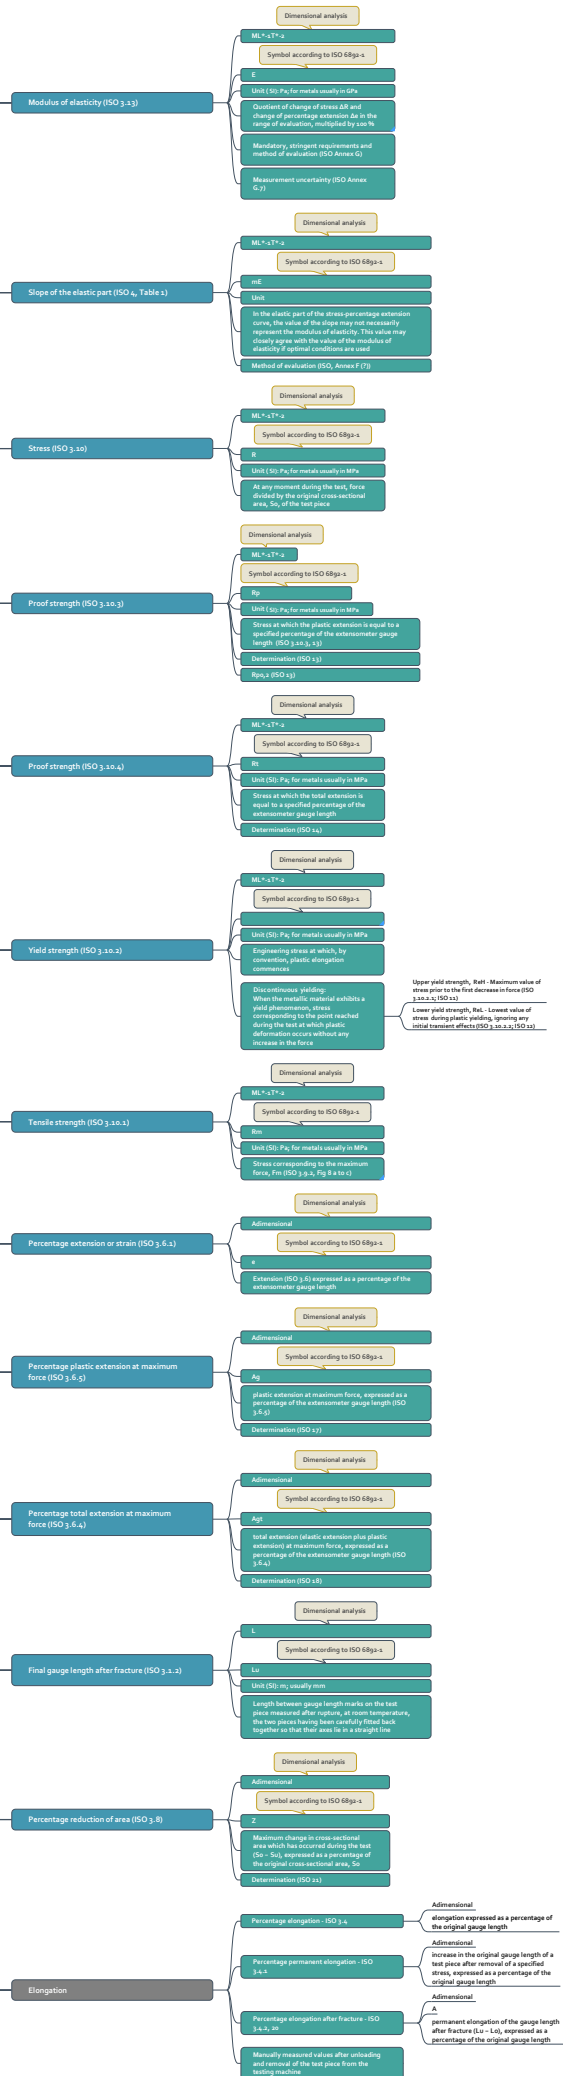 Modulus of elasticity (ISO 3.13)
Dimensional analysis
ML^-1T^-2
Symbol according to ISO 6892-1
E
Unit ( SI): Pa; for metals usually in GPa
Quotient of change of stress ΔR and
change of percentage extension Δe in the
range of evaluation, multiplied by 100 %
Mandatory, stringent requirements and
method of evaluation (ISO Annex G)
Measurement uncertainty (ISO Annex
G.7)
Slope of the elastic part (ISO 4, Table 1)
Dimensional analysis
ML^-1T^-2
Symbol according to ISO 6892-1
mE
Unit
In the elastic part of the stress-percentage extension
curve, the value of the slope may not necessarily
represent the modulus of elasticity. This value may
closely agree with the value of the modulus of
elasticity if optimal conditions are used
Method of evaluation (ISO, Annex F (7))
Stress (ISO 3.10)
Dimensional analysis
ML^-1T^-2
Symbol according to ISO 6892-1
R
Unit ( SI): Pa; for metals usually in MPa
At any moment during the test, force
divided by the original cross-sectional
area, So, of the test piece
Proof strength (ISO 3.10.3)
Dimensional analysis
ML^-1T^-2
Symbol according to ISO 6892-1
Rp
Unit ( SI): Pa; for metals usually in MPa
Stress at which the plastic extension is equal to a
specified percentage of the extensometer gauge
length (ISO 3.10.3, 13)
Determination (ISO 13)
Rp0,2 (ISO 13)
Proof strength (ISO 3.10.4)
Dimensional analysis
ML^-1T^-2
Symbol according to ISO 6892-1
Rt
Unit (SI): Pa; for metals usually in MPa
Stress at which the total extension is
equal to a specified percentage of the
extensometer gauge length
Determination (ISO 14)
Yield strength (ISO 3.10.2)
Dimensional analysis
ML^-1T^-2
Symbol according to ISO 6892-1
Unit (SI): Pa; for metals usually in MPa
Engineering stress at which, by
convention, plastic elongation
commences
Discontinuous yielding:
When the metallic material exhibits a
yield phenomenon, stress
corresponding to the point reached
during the test at which plastic
deformation occurs without any
increase in the force
Upper yield strength, ReH - Maximum value of
stress prior to the first decrease in force (ISO
3.10.2.1; ISO 11)
Lower yield strength, ReL - Lowest value of
stress during plastic yielding, ignoring any
initial transient effects (ISO 3.10.2.2; ISO 12)
Tensile strength (ISO 3.10.1)
Dimensional analysis
ML^-1T^-2
Symbol according to ISO 6892-1
Rm
Unit (SI): Pa; for metals usually in MPa
Stress corresponding to the maximum
force, Fm (ISO 3.9.2, Fig 8 a to c)
Percentage extension or strain (ISO 3.6.1)
Dimensional analysis
Adimensional
Symbol according to ISO 6892-1
e
Extension (ISO 3.6) expressed as a percentage of the
extensometer gauge length
Percentage plastic extension at maximum
force (ISO 3.6.5)
Dimensional analysis
Adimensional
Symbol according to ISO 6892-1
Ag
plastic extension at maximum force, expressed as a
percentage of the extensometer gauge length (ISO
3.6.5)
Determination (ISO 17)
Percentage total extension at maximum
force (ISO 3.6.4)
Dimensional analysis
Adimensional
Symbol according to ISO 6892-1
Agt
total extension (elastic extension plus plastic
extension) at maximum force, expressed as a
percentage of the extensometer gauge length (ISO
3.6.4)
Determination (ISO 18)
Final gauge length after fracture (ISO 3.1.2)
Dimensional analysis
L
Symbol according to ISO 6892-1
Lu
Unit (SI): m; usually mm
Length between gauge length marks on the test
piece measured after rupture, at room temperature,
the two pieces having been carefully fitted back
together so that their axes lie in a straight line
Percentage reduction of area (ISO 3.8)
Dimensional analysis
Adimensional
Symbol according to ISO 6892-1
Z
Maximum change in cross-sectional
area which has occurred during the test
(So – Su), expressed as a percentage of
the original cross-sectional area, So
Determination (ISO 21)
Elongation
Percentage elongation - ISO 3.4
Adimensional
elongation expressed as a percentage of
the original gauge length
Percentage permanent elongation - ISO
3.4.1
Adimensional
increase in the original gauge length of a
test piece after removal of a specified
stress, expressed as a percentage of the
original gauge length
Percentage elongation after fracture - ISO
3.4.2, 20
Adimensional
A
permanent elongation of the gauge length
after fracture (Lu – Lo), expressed as a
percentage of the original gauge length
Manually measured values after unloading
and removal of the test piece from the
testing machine